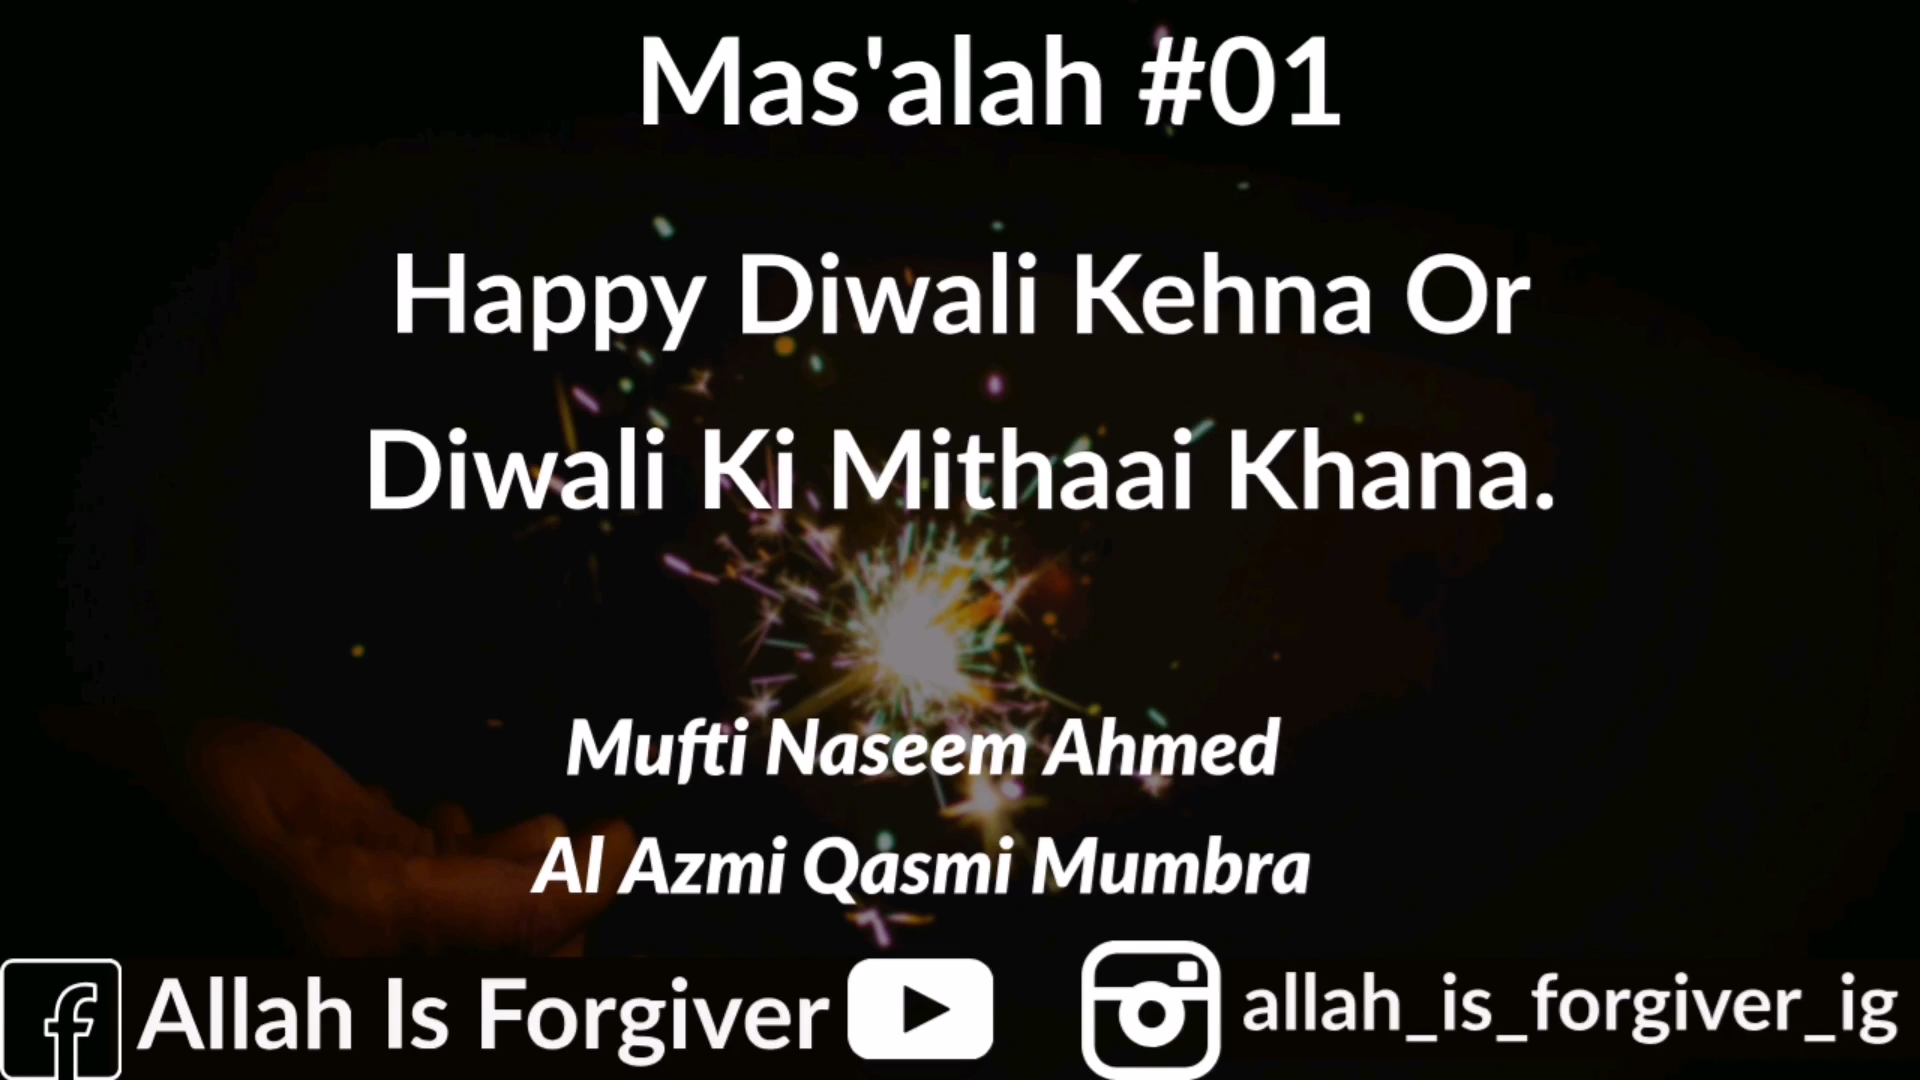 Mas'alah #01
Happy Diwali Kehna Or
Diwali Ki Mithaai Khana.
Mufti Naseem Ahmed
Al Azmi Qasmi Mumbra
Allah Is Forgiver allah_is_forgiver_ig